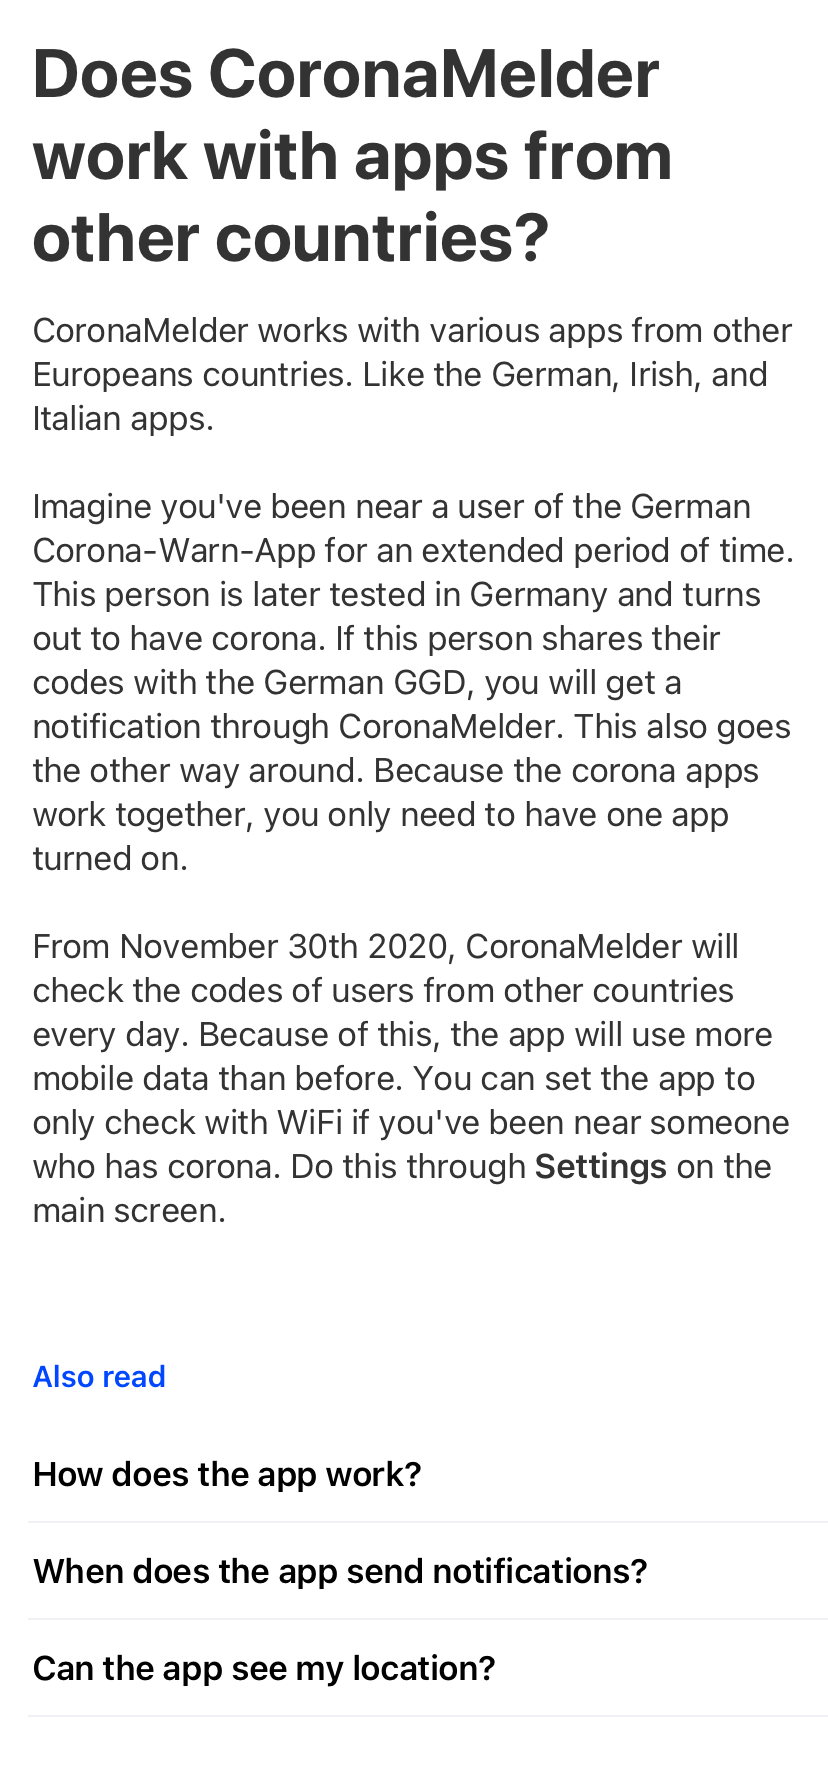 Does CoronaMelder
work with apps from
other countries?
CoronaMelder works with various apps from other
Europeans countries. Like the German, Irish, and
Italian apps.
Imagine you've been near a user of the German
Corona-Warn-App for an extended period of time.
This person is later tested in Germany and turns
out to have corona. If this person shares their
codes with the German GGD, you will get a
notification through CoronaMelder. This also goes
the other way around. Because the corona apps
work together, you only need to have one app
turned on.
From November 30th 2020, CoronaMelder will
check the codes of users from other countries
every day. Because of this, the app will use more
mobile data than before. You can set the app to
only check with WiFi if you've been near someone
who has corona. Do this through Settings on the
main screen.
Also read
How does the app work?
When does the app send notifications?
Can the app see my location?